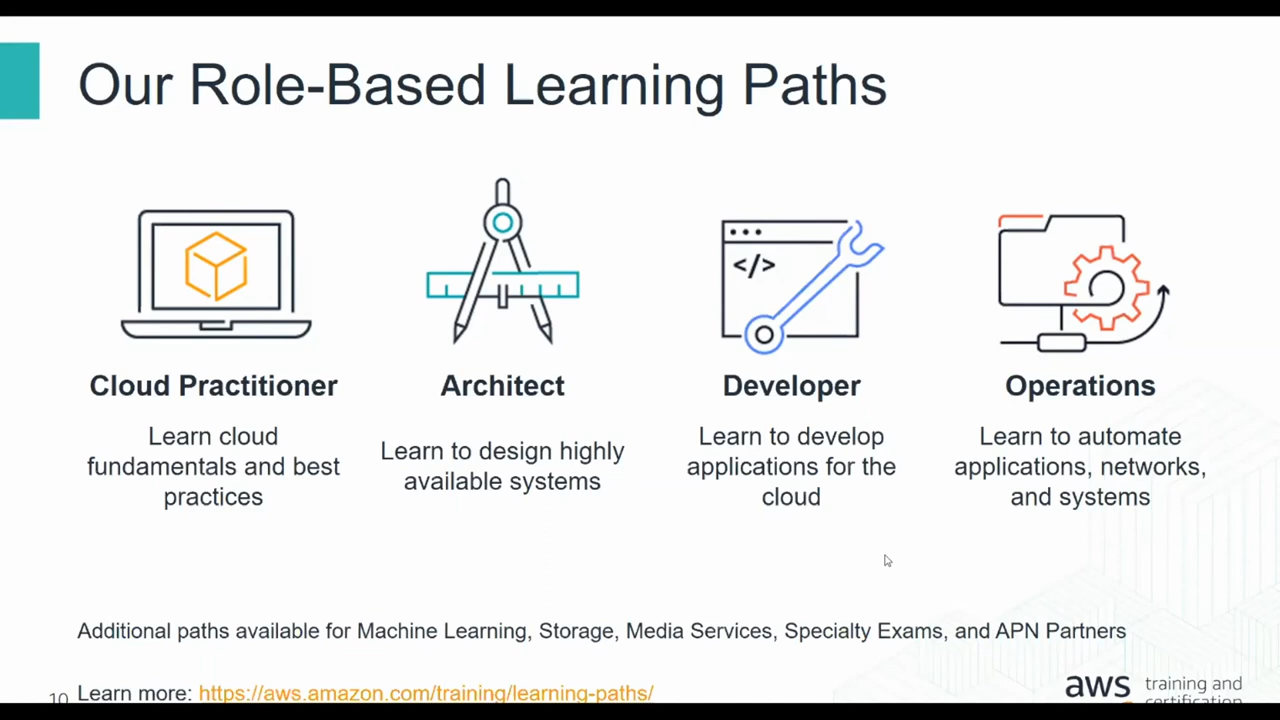 Our Role-Based Learning Paths
</>
Cloud Practitioner
Learn cloud
fundamentals and best
practices
Architect
Learn to design highly
available systems
Developer
Learn to develop
applications for the
cloud
Operations
Learn to automate
applications, networks,
and systems
Additional paths available for Machine Learning, Storage, Media Services, Specialty Exams, and APN Partners
10 Learn more: https://aws.amazon.com/training/learning-paths/
aws training and
certification